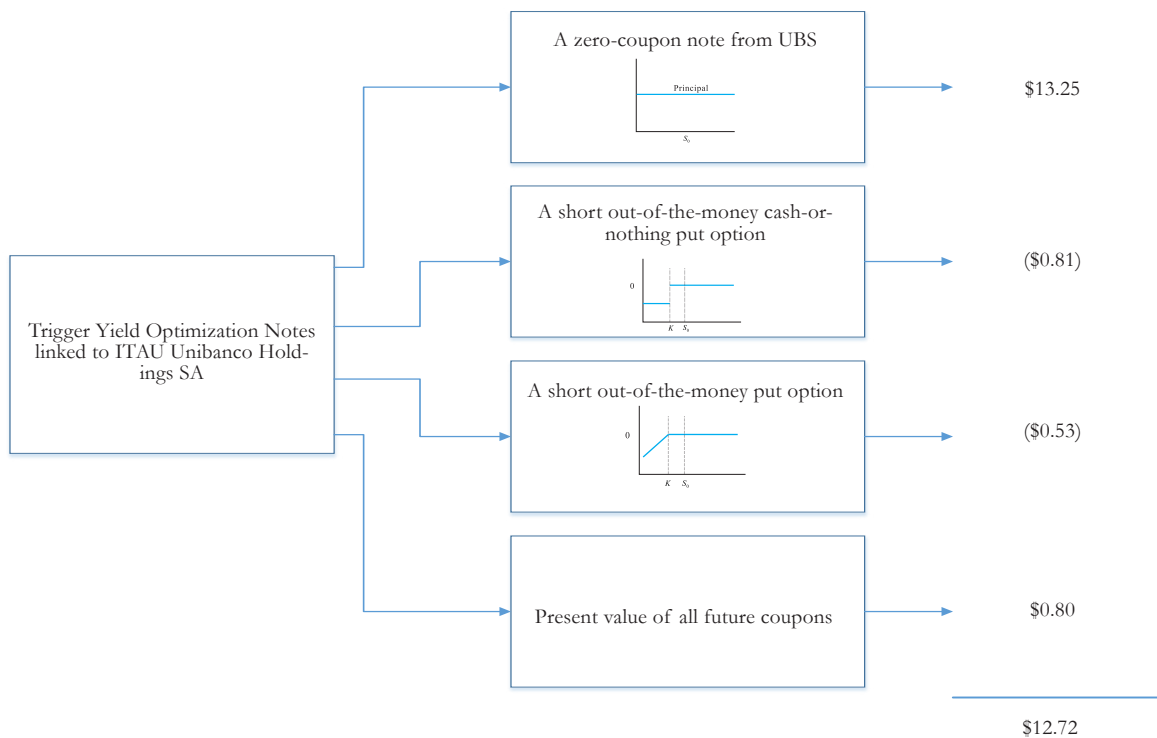 A zero-coupon note from UBS
Principal
S₀
$13.25
A short out-of-the-money cash-or-
nothing put option
0
K S₀
($0.81)
Trigger Yield Optimization Notes
linked to ITAU Unibanco Hold-
ings SA
A short out-of-the-money put option
0
K S₀
($0.53)
Present value of all future coupons
$0.80
$12.72